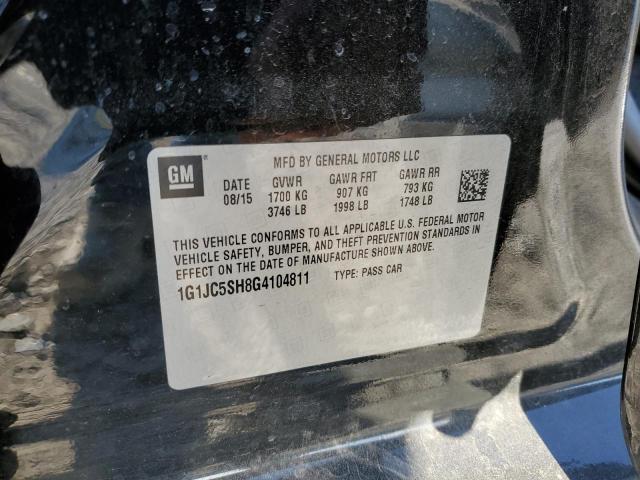 GM
MFD BY GENERAL MOTORS LLC
DATE GVWR GAWR FRT GAWR RR
08/15 1700 KG 907 KG 793 KG
3746 LB 1998 LB 1748 LB
THIS VEHICLE CONFORMS TO ALL APPLICABLE U.S. FEDERAL MOTOR
VEHICLE SAFETY, BUMPER, AND THEFT PREVENTION STANDARDS IN
EFFECT ON THE DATE OF MANUFACTURE SHOWN ABOVE.
1G1JC5SH8G4104811 TYPE: PASS CAR